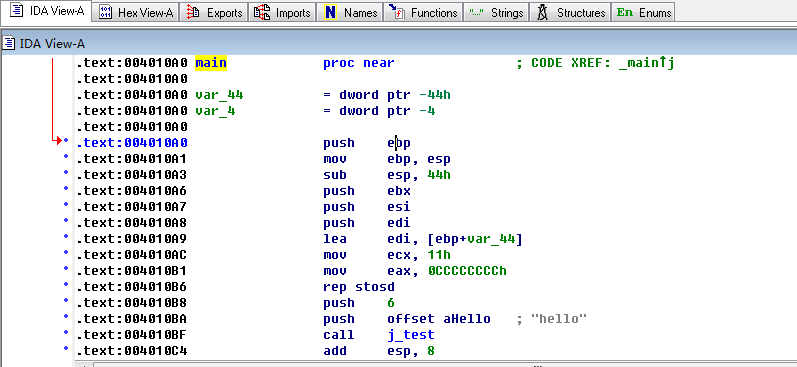 IDA View-A Hex View-A Exports Imports N Names Functions "..." Strings Structures En Enums
IDA View-A
.text:004010A0 main proc near ; CODE XREF: _main↑j
.text:004010A0
.text:004010A0 var_44 = dword ptr -44h
.text:004010A0 var_4 = dword ptr -4
.text:004010A0
.text:004010A0 push ebp
.text:004010A1 mov ebp, esp
.text:004010A3 sub esp, 44h
.text:004010A6 push ebx
.text:004010A7 push esi
.text:004010A8 push edi
.text:004010A9 lea edi, [ebp+var_44]
.text:004010AC mov ecx, 11h
.text:004010B1 mov eax, 0CCCCCCCCh
.text:004010B6 rep stosd
.text:004010B8 push 6
.text:004010BA push offset aHello ; "hello"
.text:004010BF call j_test
.text:004010C4 add esp, 8